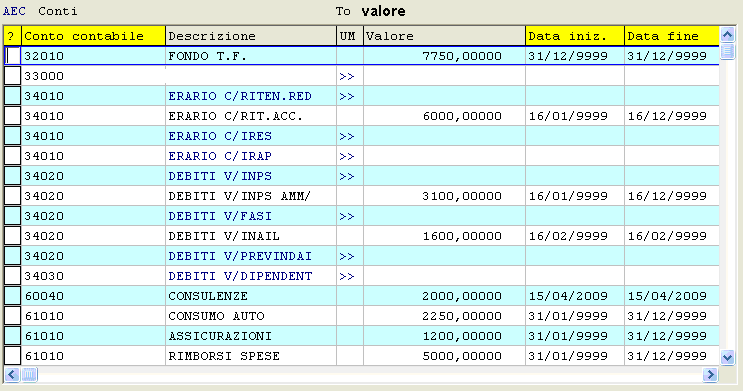 AEC Conti To valore
? Conto contabile Descrizione UM Valore Data iniz. Data fine
32010 FONDO T.F. 7750,00000 31/12/9999 31/12/9999
33000 >>
34010 ERARIO C/RITEN.RED >>
34010 ERARIO C/RIT.ACC. 6000,00000 16/01/9999 16/12/9999
34010 ERARIO C/IRES >>
34010 ERARIO C/IRAP >>
34020 DEBITI V/INPS >>
34020 DEBITI V/INPS AMM/ 3100,00000 16/01/9999 16/12/9999
34020 DEBITI V/FASI >>
34020 DEBITI V/INAIL 1600,00000 16/02/9999 16/02/9999
34020 DEBITI V/PREVINDAI >>
34030 DEBITI V/DIPENDENT >>
60040 CONSULENZE 2000,00000 15/04/2009 15/04/2009
61010 CONSUMO AUTO 2250,00000 31/01/9999 31/12/9999
61010 ASSICURAZIONI 1200,00000 31/01/9999 31/12/9999
61010 RIMBORSI SPESE 5000,00000 31/01/9999 31/12/9999